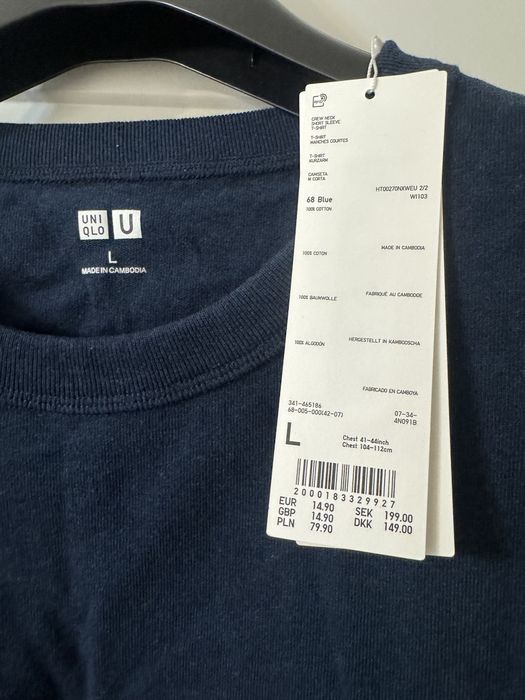 UNI
QLO
U
L
MADE IN CAMBODIA
CREW NECK
SHORT SLEEVE
T-SHIRT
T-SHIRT
MANCHES COURTES
T-SHIRT
KURZARM
CAMISETA
M CORTA
HT00270NXWEU 2/2
W1103
68 Blue
100% COTTON
MADE IN CAMBODIA
100% COTON
FABRIQUÉ AU CAMBODGE
100% BAUMWOLLE
HERGESTELLT IN KAMBODSCHA
100% ALGODÓN
FABRICADO EN CAMBOYA
341-465186
68-005-000(42-07)
07-34-
4N091B
L
Chest 41-44inch
Chest 104-112cm
2000183329927
EUR 14.90 SEK 199.00
GBP 14.90 DKK 149.00
PLN 79.90